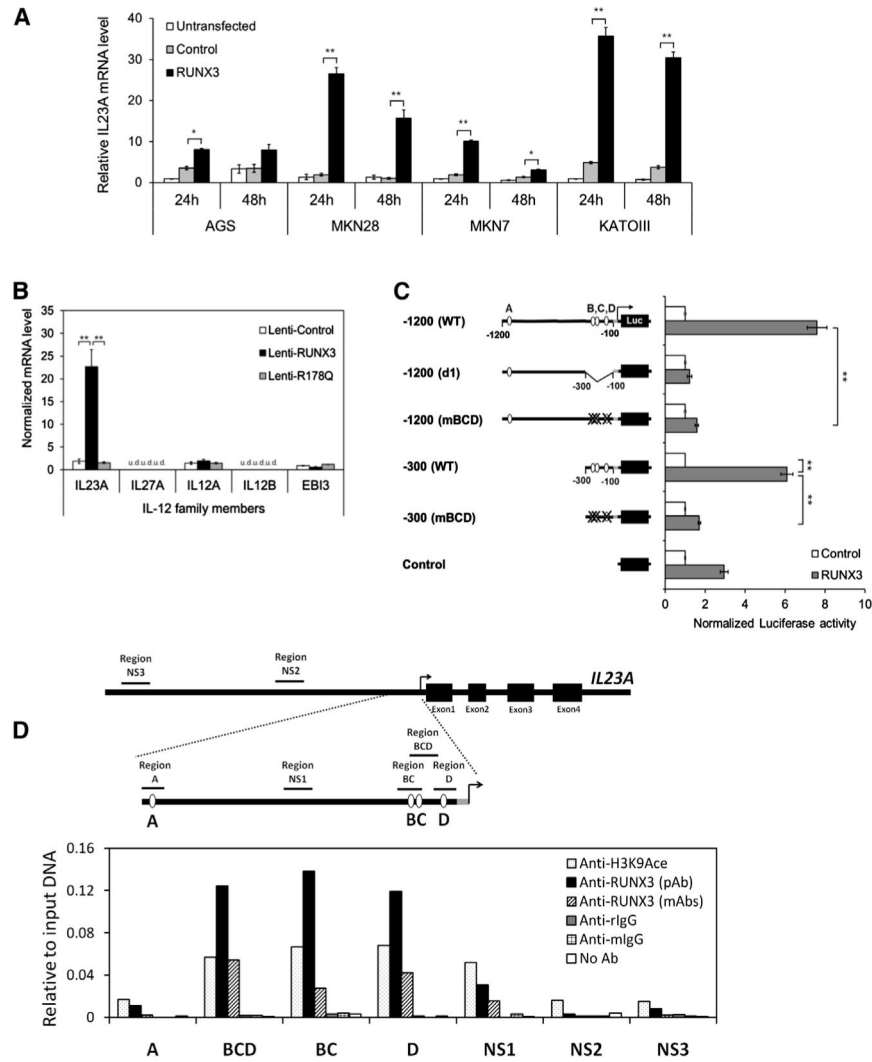 A
Relative IL23A mRNA level
40
30
20
10
0
Untransfected
Control
RUNX3
*
**
**
**
*
**
**
24h 48h 24h 48h 24h 48h 24h 48h
AGS MKN28 MKN7 KATOIII
B
Normalized mRNA level
35
30
25
20
15
10
5
0
Lenti-Control
Lenti-RUNX3
Lenti-R178Q
** **
u.d.u.d.u.d. u.d.u.d.u.d.
IL23A IL27A IL12A IL12B EBI3
IL-12 family members
C
A B,C,D
-1200 (WT) Luc
-1200 -100
-1200 (d1)
-300 -100
-1200 (mBCD)
-300 (WT)
-300 -100
-300 (mBCD)
Control
**
**
**
Control
RUNX3
0 2 4 6 8 10
Normalized Luciferase activity
Region NS3
Region NS2
IL23A
Exon1 Exon2 Exon3 Exon4
D
Region BCD
Region A
Region NS1
Region BC
Region D
A BC D
Relative to input DNA
0.16
0.12
0.08
0.04
0
Anti-H3K9Ace
Anti-RUNX3 (pAb)
Anti-RUNX3 (mAbs)
Anti-rIgG
Anti-mIgG
No Ab
A BCD BC D NS1 NS2 NS3